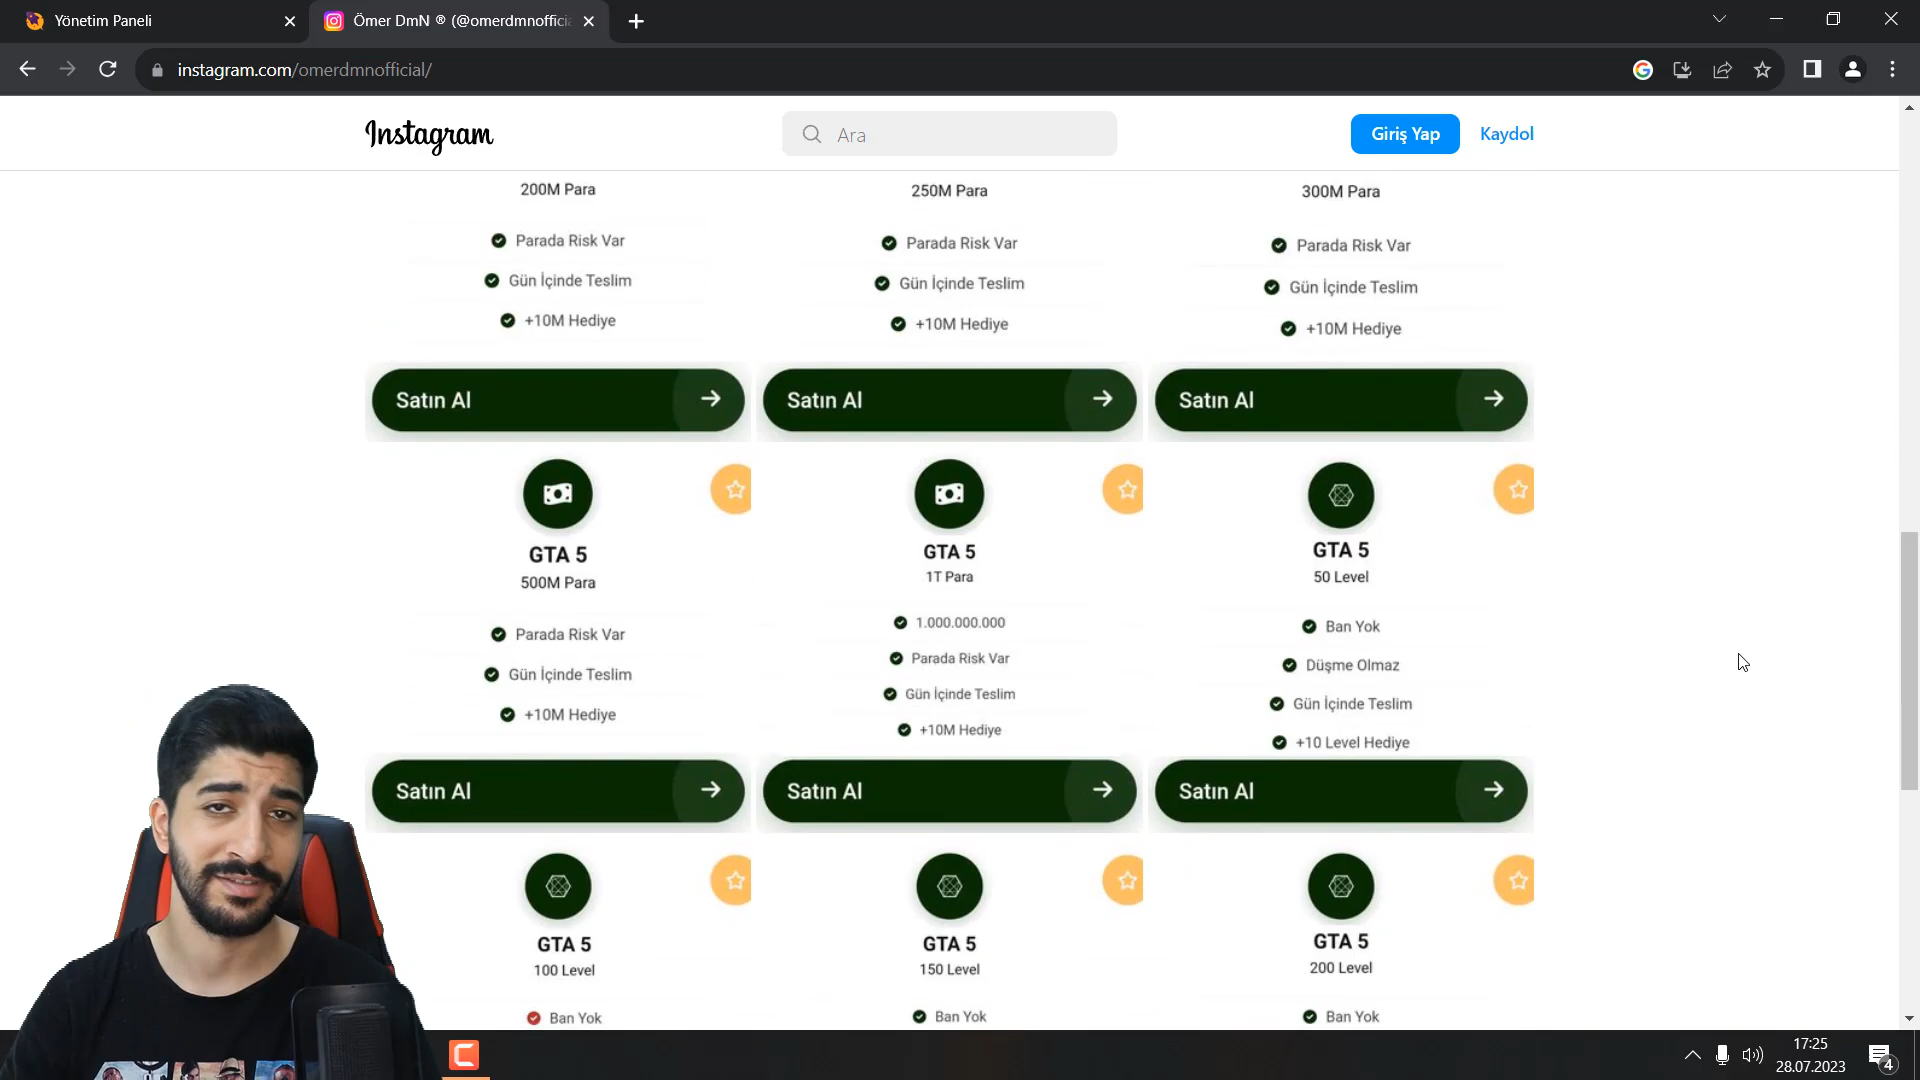 Yönetim Paneli
Ömer DmN ® (@omerdmnoffici
instagram.com/omerdmnofficial/
Instagram
Ara
Giriş Yap
Kaydol
200M Para
Parada Risk Var
Gün İçinde Teslim
+10M Hediye
Satın Al
250M Para
Parada Risk Var
Gün İçinde Teslim
+10M Hediye
Satın Al
300M Para
Parada Risk Var
Gün İçinde Teslim
+10M Hediye
Satın Al
GTA 5
500M Para
Parada Risk Var
Gün İçinde Teslim
+10M Hediye
Satın Al
GTA 5
1T Para
1.000.000.000
Parada Risk Var
Gün İçinde Teslim
+10M Hediye
Satın Al
GTA 5
50 Level
Ban Yok
Düşme Olmaz
Gün İçinde Teslim
+10 Level Hediye
Satın Al
GTA 5
100 Level
Ban Yok
GTA 5
150 Level
Ban Yok
GTA 5
200 Level
Ban Yok
17:25
28.07.2023
4